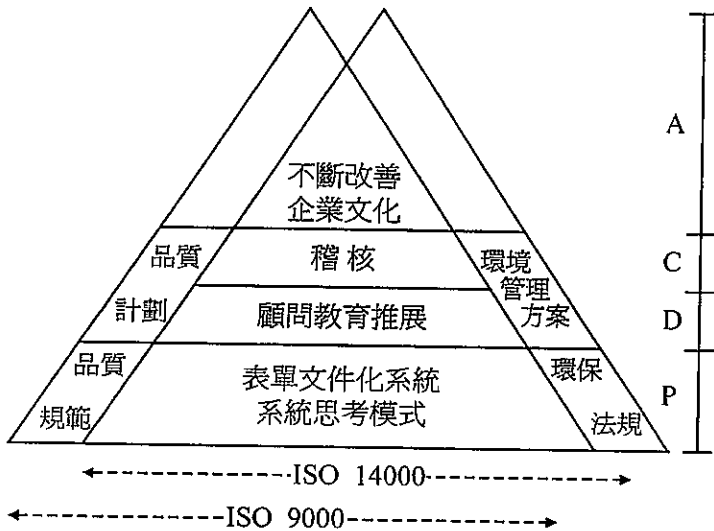 A
不斷改善
企業文化
品質
稽核
環境
C
計劃
顧問教育推展
管理
方案
D
品質
表單文件化系統
環保
P
規範
系統思考模式
法規
ISO 14000
ISO 9000